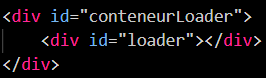 <div id="conteneurLoader">
    <div id="loader"></div>
</div>